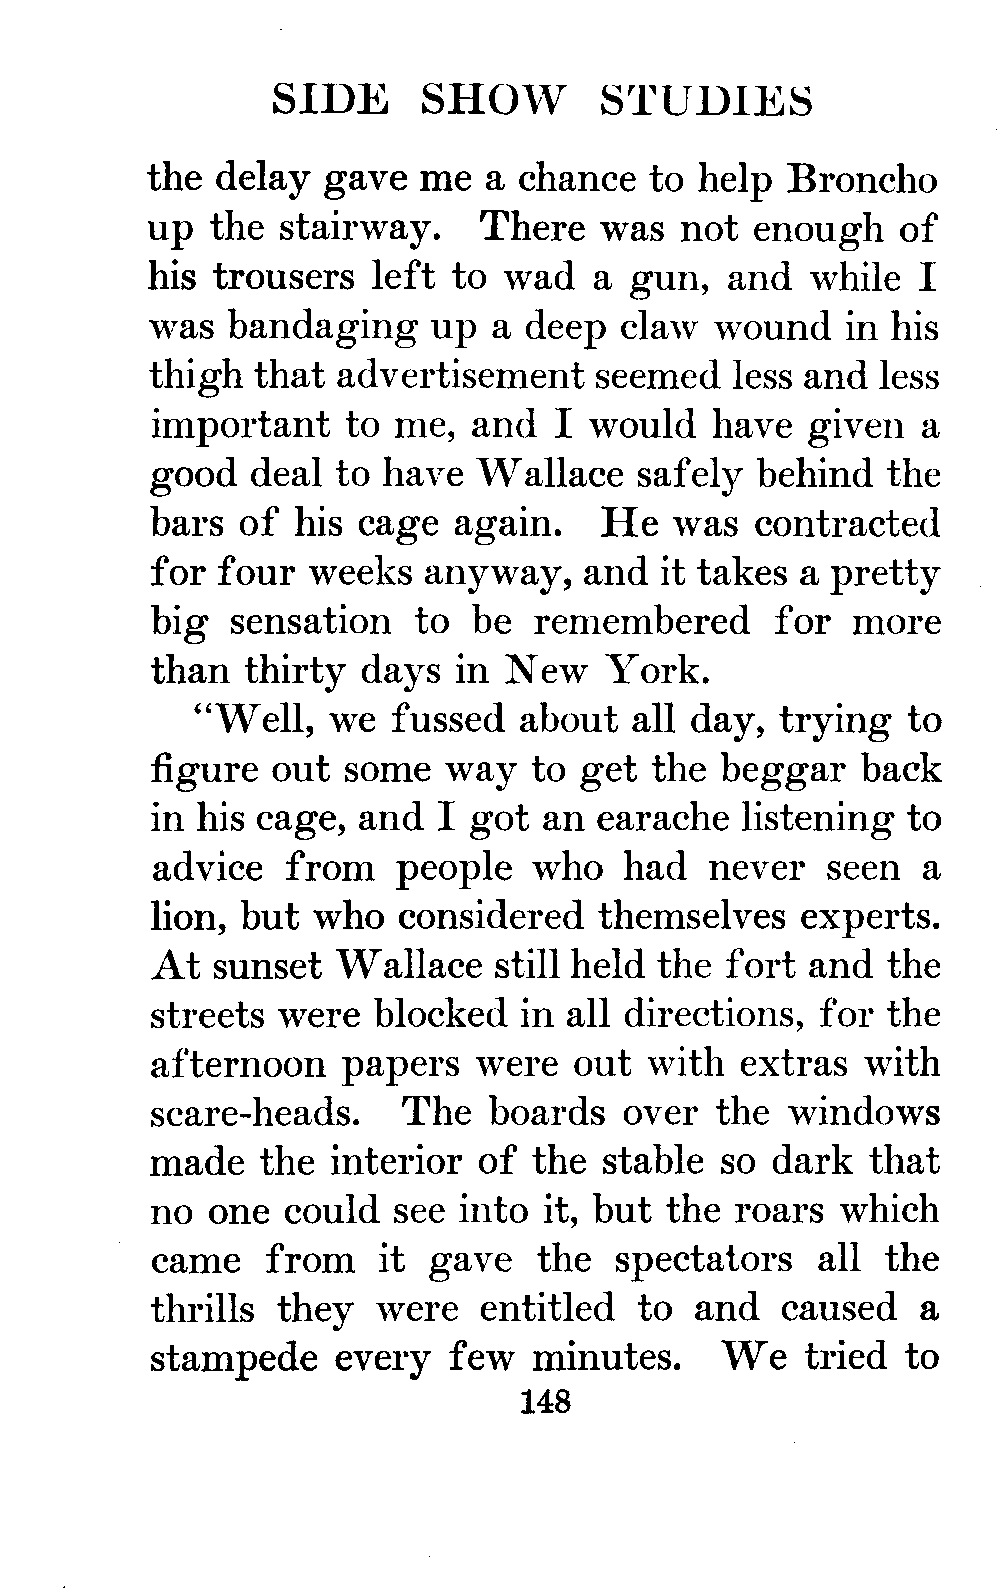 SIDE SHOW STUDIES
the delay gave me a chance to help Broncho
up the stairway. There was not enough of
his trousers left to wad a gun, and while I
was bandaging up a deep claw wound in his
thigh that advertisement seemed less and less
important to me, and I would have given a
good deal to have Wallace safely behind the
bars of his cage again. He was contracted
for four weeks anyway, and it takes a pretty
big sensation to be remembered for more
than thirty days in New York.
“Well, we fussed about all day, trying to
figure out some way to get the beggar back
in his cage, and I got an earache listening to
advice from people who had never seen a
lion, but who considered themselves experts.
At sunset Wallace still held the fort and the
streets were blocked in all directions, for the
afternoon papers were out with extras with
scare-heads. The boards over the windows
made the interior of the stable so dark that
no one could see into it, but the roars which
came from it gave the spectators all the
thrills they were entitled to and caused a
stampede every few minutes. We tried to
148